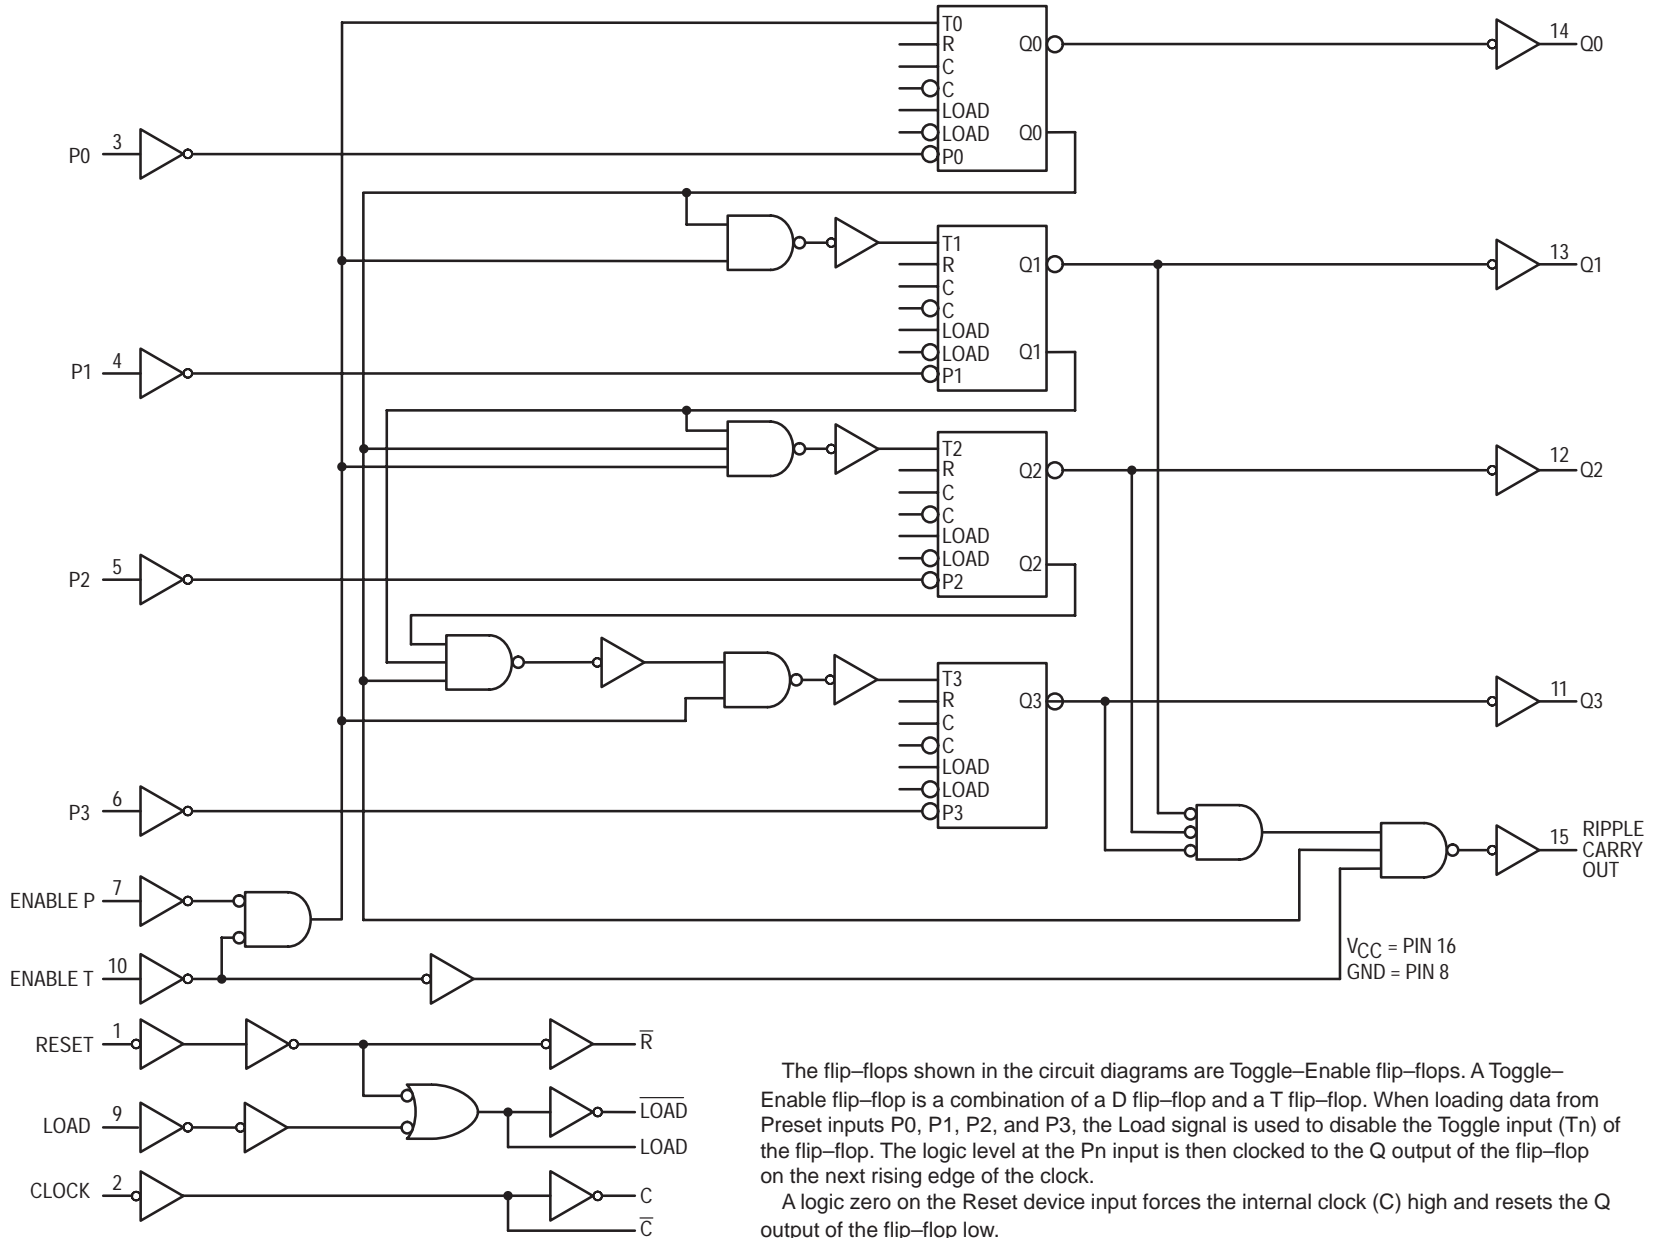 T0
R
Q0
14
Q0
C
C
LOAD
3
LOAD
Q0
P0
P0
T1
R
Q1
13
Q1
C
C
LOAD
4
LOAD
Q1
P1
P1
T2
R
Q2
12
Q2
C
C
LOAD
5
LOAD
Q2
P2
P2
T3
R
Q3
11
Q3
C
C
LOAD
6
LOAD
P3
P3
15
RIPPLE
CARRY
OUT
7
ENABLE P
10
ENABLE T
VCC = PIN 16
GND = PIN 8
1
RESET
R̅
9
LOAD
L̅O̅A̅D̅
LOAD
2
CLOCK
C
C̅
The flip–flops shown in the circuit diagrams are Toggle–Enable flip–flops. A Toggle–
Enable flip–flop is a combination of a D flip–flop and a T flip–flop. When loading data from
Preset inputs P0, P1, P2, and P3, the Load signal is used to disable the Toggle input (Tn) of
the flip–flop. The logic level at the Pn input is then clocked to the Q output of the flip–flop
on the next rising edge of the clock.
A logic zero on the Reset device input forces the internal clock (C) high and resets the Q
output of the flip–flop low.